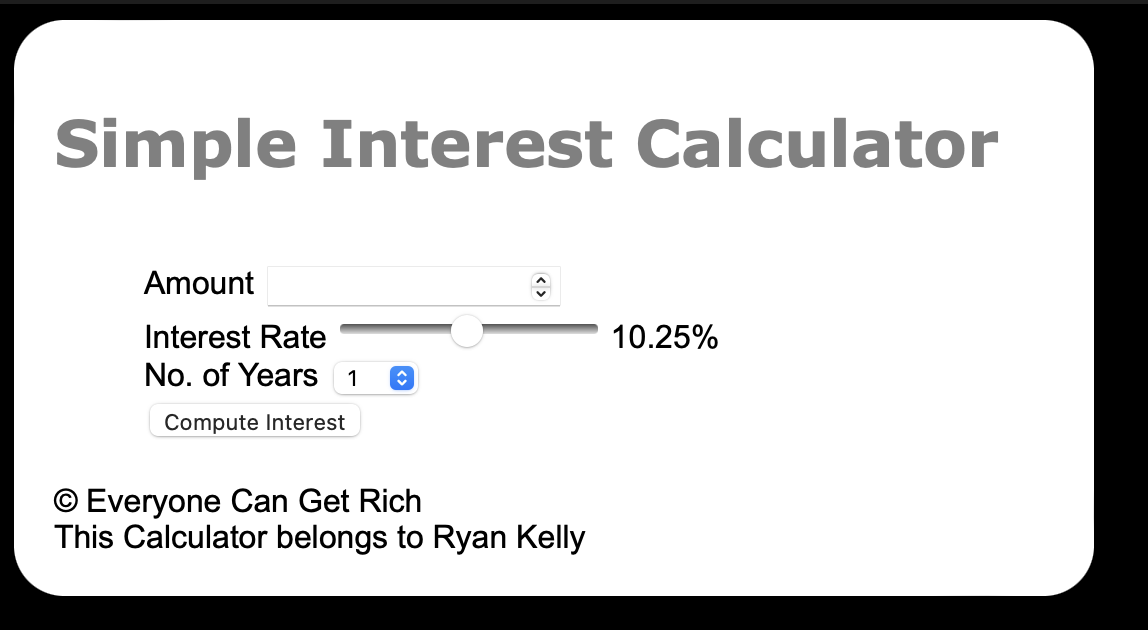 Simple Interest Calculator
Amount
Interest Rate 10.25%
No. of Years 1
Compute Interest
© Everyone Can Get Rich
This Calculator belongs to Ryan Kelly